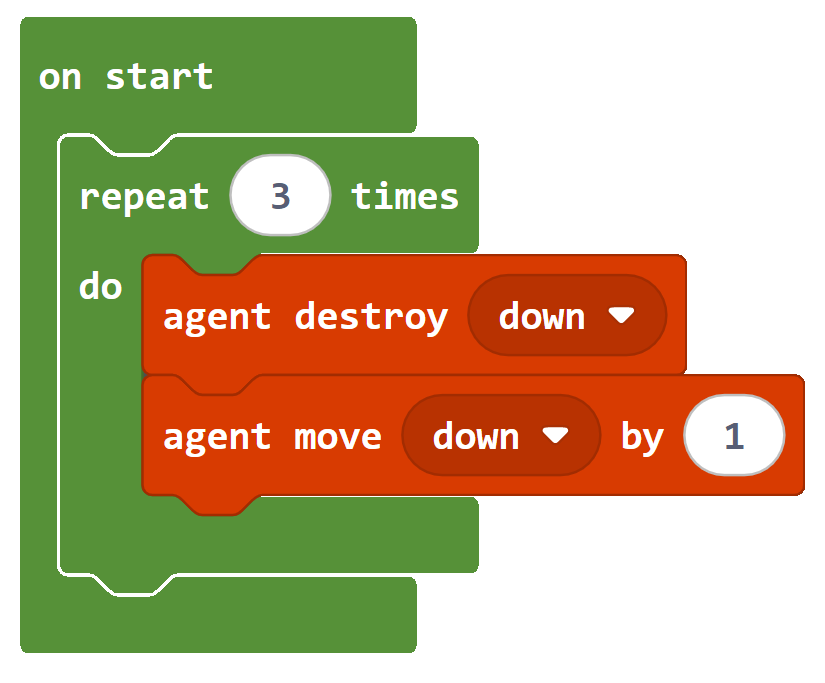 on start
repeat 3 times
do
agent destroy down
agent move down by 1